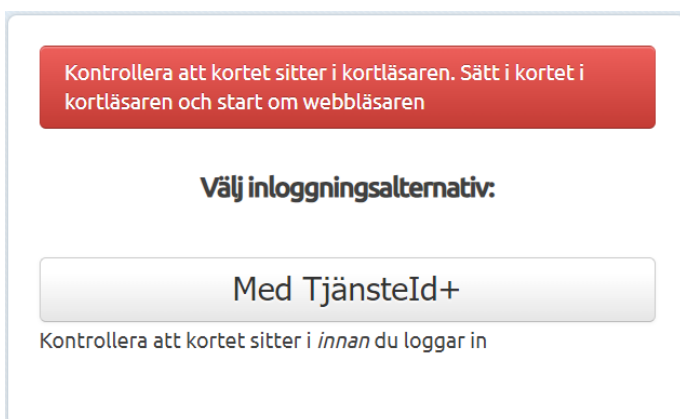 Kontrollera att kortet sitter i kortläsaren. Sätt i kortet i
kortläsaren och start om webbläsaren
Välj inloggningsalternativ:
Med TjänsteId+
Kontrollera att kortet sitter i innan du loggar in